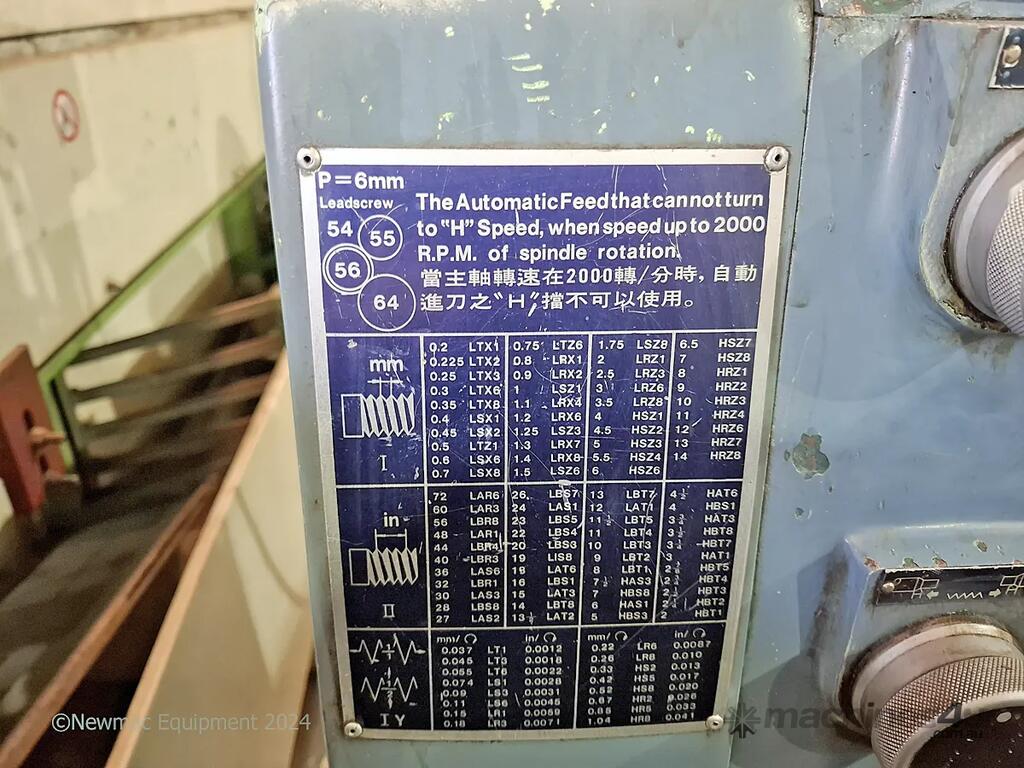 P=6mm
Leadscrew
54 55
56
64
The Automatic Feed that cannot turn
to "H" Speed, when speed up to 2000
R.P.M. of spindle rotation.
當主軸轉速在2000轉/分時,自動
進刀之"H"擋不可以使用。
mm
I
0.2 LTX1 0.75 LTZ6 1.75 LSZ8 6.5 HSZ7
0.225 LTX2 0.8 LRX1 2 LRZ1 7 HSZ8
0.25 LTX3 0.9 LRX2 2.5 LRZ3 8 HRZ1
0.3 LTX6 1 LSZ1 3 LRZ6 9 HRZ2
0.35 LTX8 1.1 LRX4 3.5 LRZ8 10 HRZ3
0.4 LSX1 1.2 LRX6 4 HSZ1 11 HRZ4
0.45 LSX2 1.25 LSZ3 4.5 HSZ2 12 HRZ6
0.5 LTZ1 1.3 LRX7 5 HSZ3 13 HRZ7
0.6 LSX6 1.4 LRX8 5.5 HSZ4 14 HRZ8
0.7 LSX8 1.5 LSZ6 6 HSZ6
in
II
72 LAR6 26 LBS7 13 LBT7 4½ HAT6
60 LAR3 24 LAS1 12 LAT1 4 HBS1
56 LBR8 23 LBS5 11½ LBT5 HAT3
48 LAR1 22 LBS4 11 LBT4 HBT8
44 LBR4 20 LBS3 10 LBT3 HBT7
40 LBR3 19 LIS8 LBT2 3 HAT1
36 LAS6 LAT6 8 LBT1 HBT5
32 LBR1 16 LBS1 7½ HAS3 HBT4
30 LAS3 15 LAT3 7 HBS8 HBT3
28 LBS8 14 LBT8 6 HAS1 HBT2
27 LAS2 13½ LAT2 5 HBS3 2 HBT1
I Y
mm/ in/ mm/ in/
0.037 LT1 0.0012 0.22 LR6 0.0087
0.045 LT3 0.0018 0.26 LR8 0.010
0.055 LT6 0.0022 0.33 HS2 0.013
0.074 LS1 0.0028 0.42 HS5 0.017
0.09 LS3 0.0031 0.52 HS8 0.020
0.11 LS6 0.0045 0.67 HR2 0.026
0.15 LR1 0.0059 0.85 HR5 0.033
0.18 LR3 0.0071 1.04 HR8 0.041
©Newmac Equipment 2024